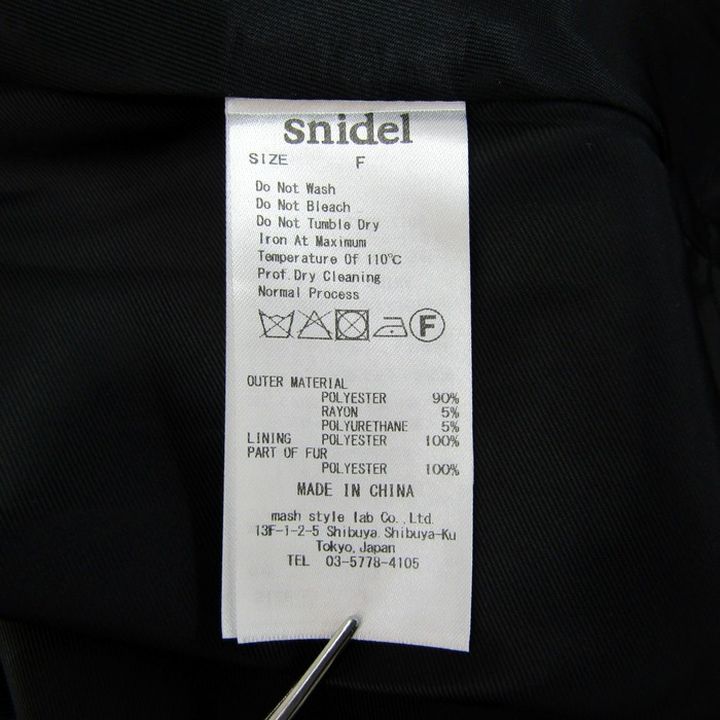 snidel
SIZE F
Do Not Wash
Do Not Bleach
Do Not Tumble Dry
Iron At Maximum
Temperature Of 110℃
Prof.Dry Cleaning
Normal Process
F
OUTER MATERIAL
POLYESTER 90%
RAYON 5%
POLYURETHANE 5%
LINING POLYESTER 100%
PART OF FUR
POLYESTER 100%
MADE IN CHINA
mash style lab Co.,Ltd.
13F-1-2-5 Shibuya.Shibuya-Ku
Tokyo,Japan
TEL 03-5778-4105